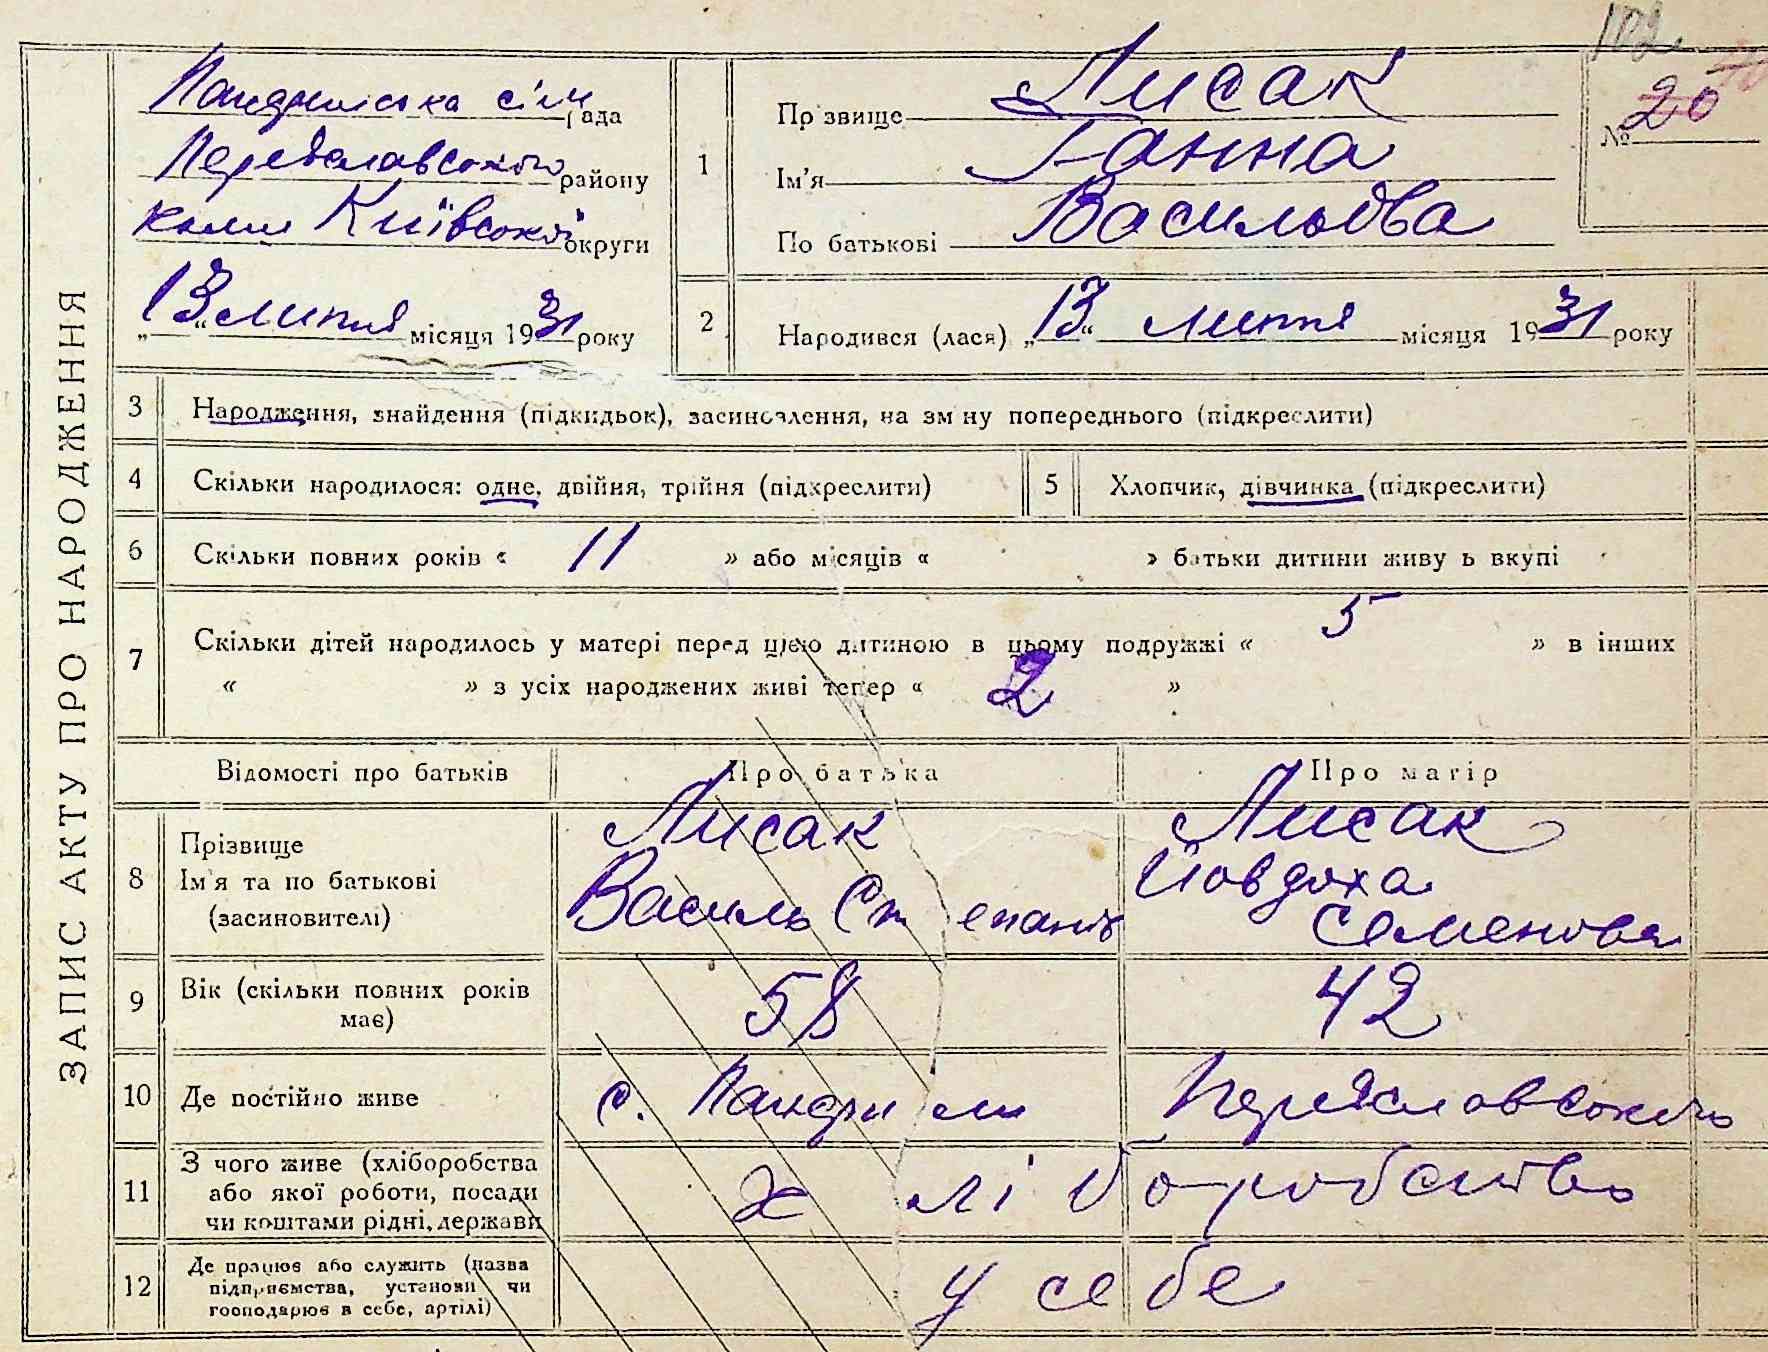 ЗАПИС АКТУ ПРО НАРОДЖЕННЯ
102
№ 20
сільрада
Переяславського району
колиш Київської округи
„13“ липня місяця 1931 року
1
Прізвище Лисак
Ім'я Ганна
По батькові Васильовa
2 Народився (лася) „13“ липня місяця 1931 року
3 Народження, знайдення (підкидьок), засиновлення, на зміну попереднього (підкреслити)
4 Скільки народилося: одне, двійня, трійня (підкреслити)
5 Хлопчик, дівчинка (підкреслити)
6 Скільки повних років « 11 » або місяців « » батьки дитини живуть вкупі
7 Скільки дітей народилось у матері перед цією дитиною в цьому подружжі « 5 » в інших
« » з усіх народжених живі тепер « 2 »
Відомості про батьків Про батька Про матір
8 Прізвище
Ім'я та по батькові
(засиновителі)
Лисак
Василь Степанів
Лисак
Йовдоха
Семенова
9 Вік (скільки повних років
має)
58 42
10 Де постійно живе с. Пандимли Переяславського
11 З чого живе (хліборобства
або якої роботи, посади
чи коштами рідні, держави
хліборобство
12 Де працює або служить (назва
підприємства, установи чи
господарює в себе, артілі)
у себе